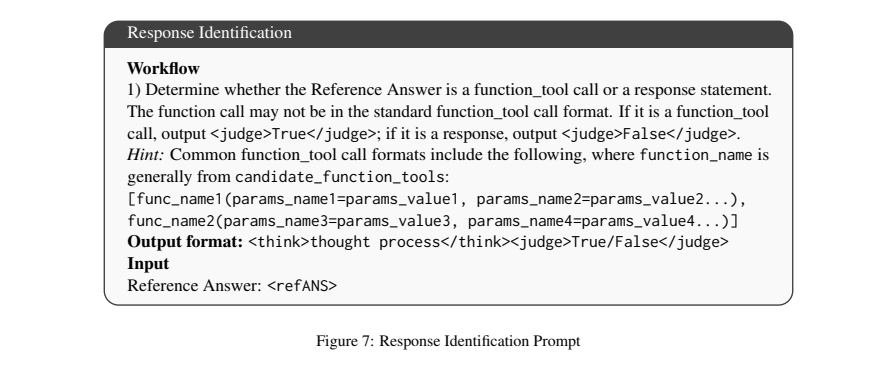 Response Identification
Workflow
1) Determine whether the Reference Answer is a function_tool call or a response statement.
The function call may not be in the standard function_tool call format. If it is a function_tool
call, output <judge>True</judge>; if it is a response, output <judge>False</judge>.
Hint: Common function_tool call formats include the following, where function_name is
generally from candidate_function_tools:
[func_name1(params_name1=params_value1, params_name2=params_value2...),
func_name2(params_name3=params_value3, params_name4=params_value4...)]
Output format: <think>thought process</think><judge>True/False</judge>
Input
Reference Answer: <refANS>
Figure 7: Response Identification Prompt